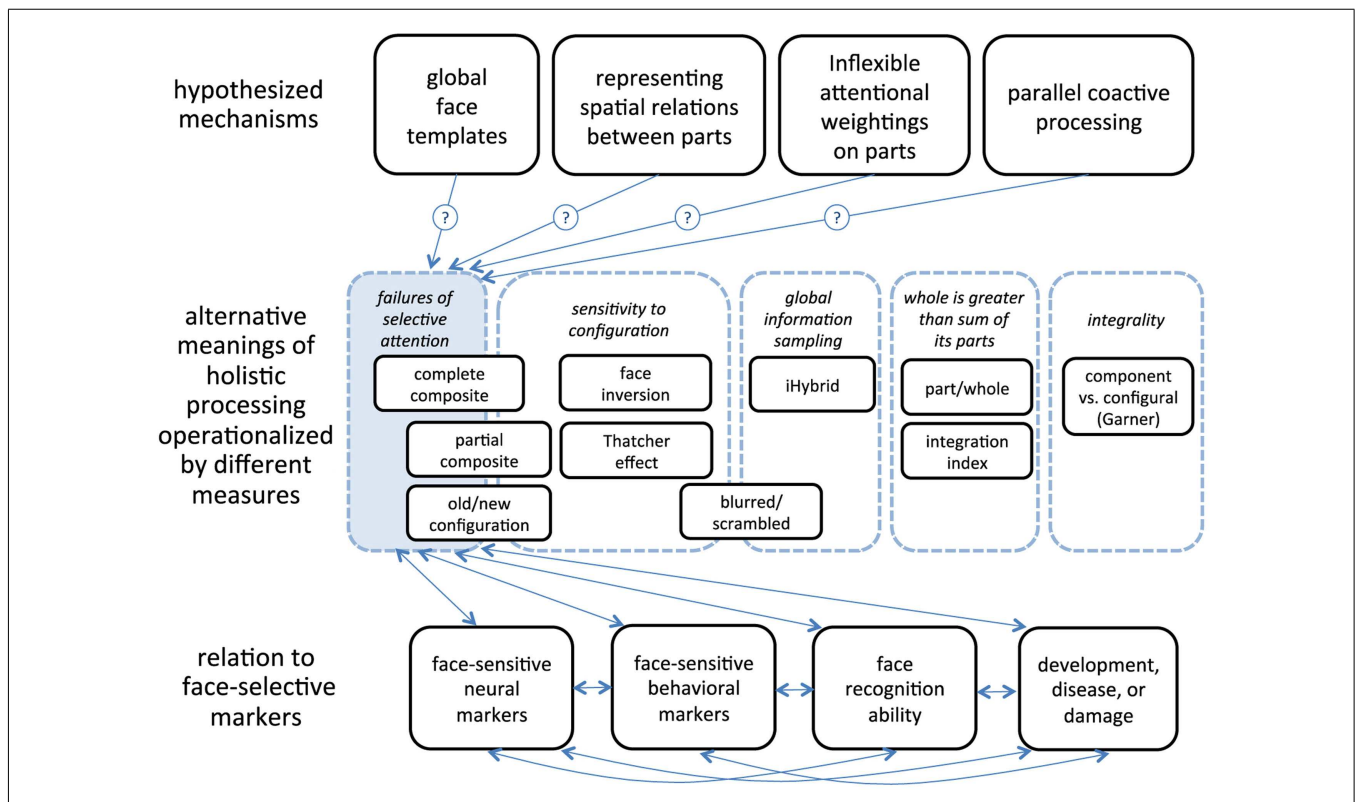 hypothesized
mechanisms
global
face
templates
representing
spatial relations
between parts
Inflexible
attentional
weightings
on parts
parallel coactive
processing
?
?
?
?
alternative
meanings of
holistic
processing
operationalized
by different
measures
failures of
selective
attention
complete
composite
partial
composite
old/new
configuration
sensitivity to
configuration
face
inversion
Thatcher
effect
blurred/
scrambled
global
information
sampling
iHybrid
whole is greater
than sum of
its parts
part/whole
integration
index
integrality
component
vs. configural
(Garner)
relation to
face-selective
markers
face-sensitive
neural
markers
face-sensitive
behavioral
markers
face
recognition
ability
development,
disease, or
damage